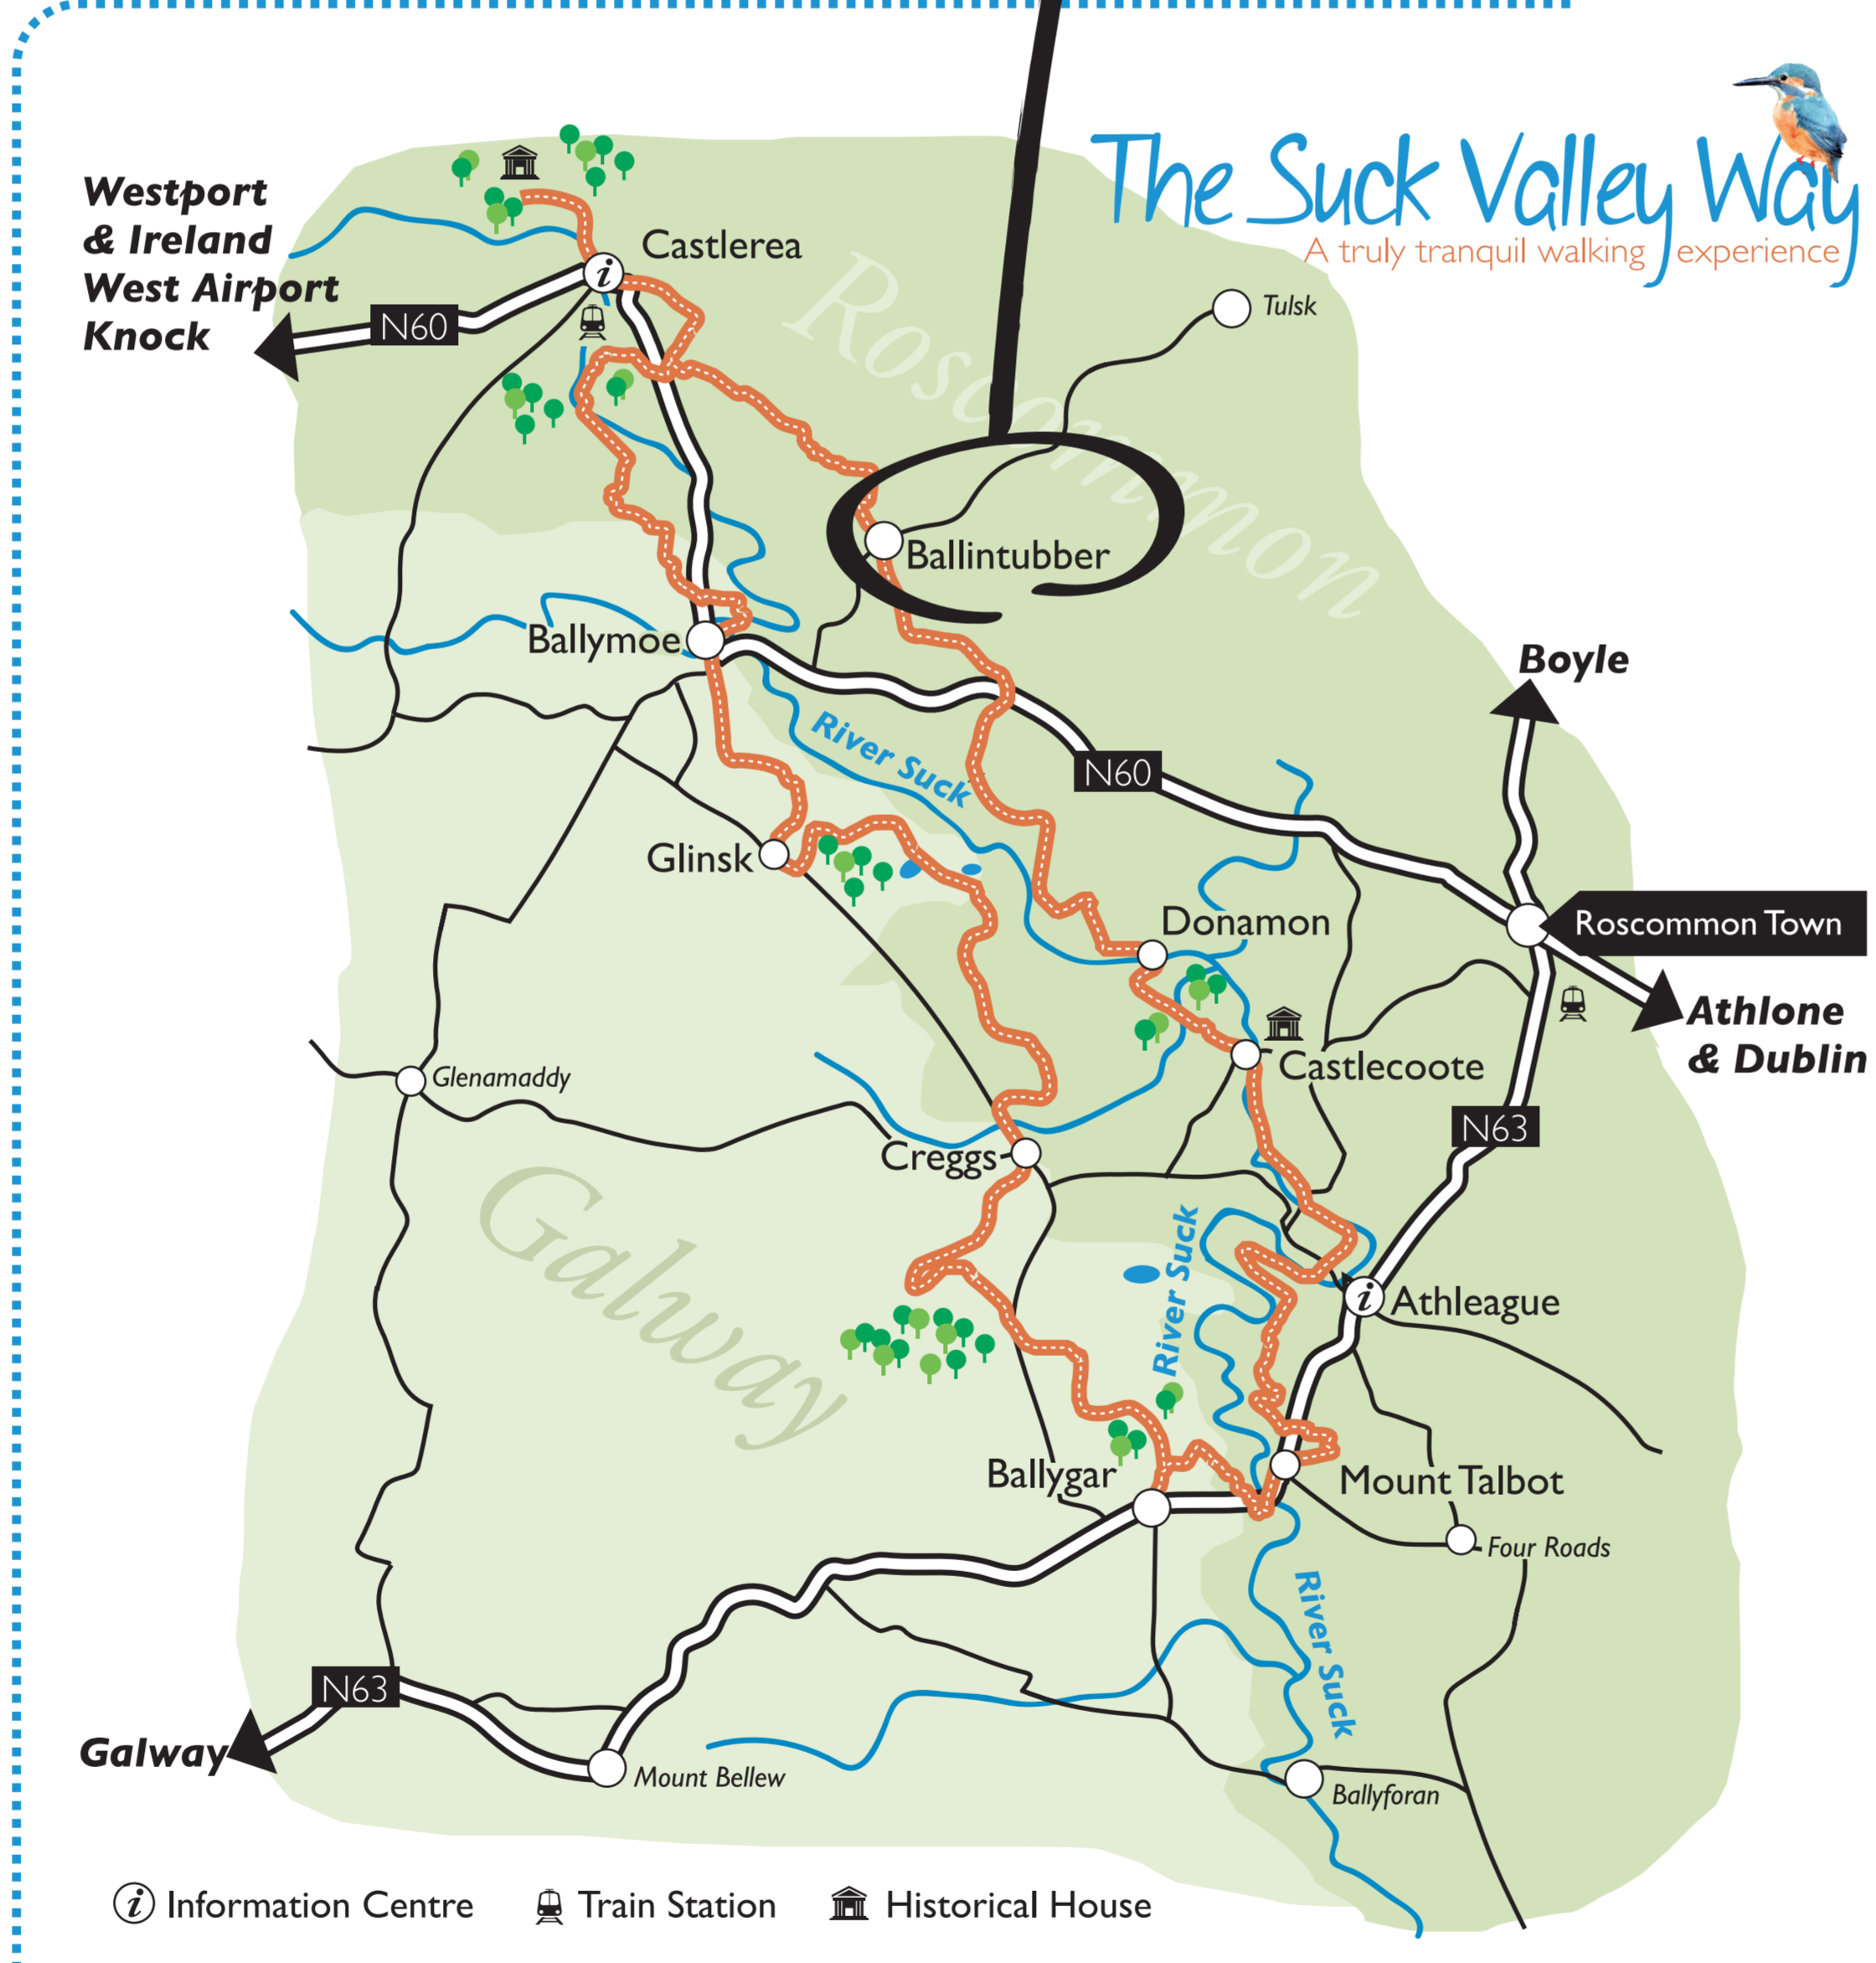 The Suck Valley Way
A truly tranquil walking experience
Westport
& Ireland
West Airport
Knock
N60
Castlerea
Tulsk
Roscommon
Ballintubber
Ballymoe
Boyle
River Suck
N60
Glinsk
Donamon
Roscommon Town
Athlone
& Dublin
Castlecoote
Glenamaddy
N63
Creggs
Galway
River Suck
Athleague
Ballygar
Mount Talbot
Four Roads
River Suck
N63
Galway
Mount Bellew
Ballyforan
i Information Centre
Train Station
Historical House